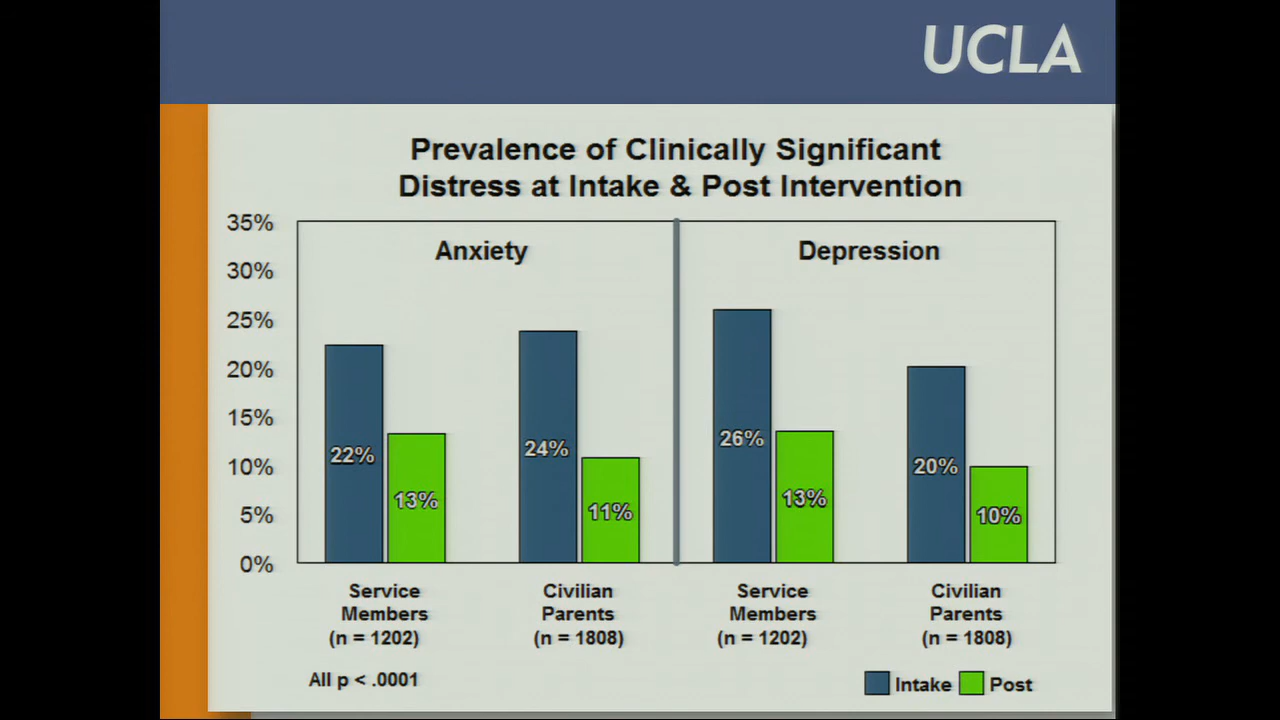 UCLA
Prevalence of Clinically Significant
Distress at Intake & Post Intervention
35%
30%
25%
20%
15%
10%
5%
0%
Anxiety
Depression
22%
13%
24%
11%
26%
13%
20%
10%
Service
Members
(n = 1202)
Civilian
Parents
(n = 1808)
Service
Members
(n = 1202)
Civilian
Parents
(n = 1808)
All p < .0001
Intake
Post